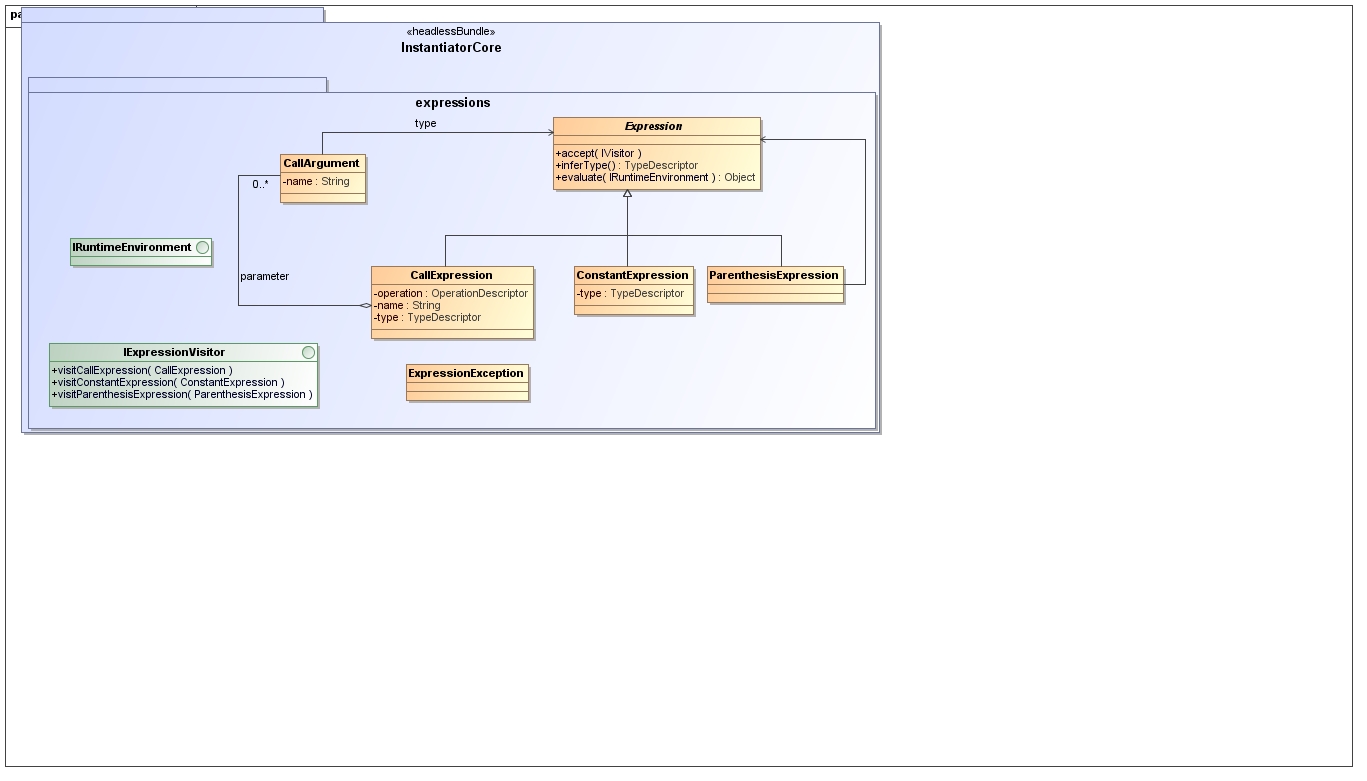 pa
«headlessBundle»
InstantiatorCore
expressions
type
Expression
+accept( IVisitor )
+inferType() : TypeDescriptor
+evaluate( IRuntimeEnvironment ) : Object
CallArgument
-name : String
0..*
IRuntimeEnvironment
parameter
CallExpression
-operation : OperationDescriptor
-name : String
-type : TypeDescriptor
ConstantExpression
-type : TypeDescriptor
ParenthesisExpression
IExpressionVisitor
+visitCallExpression( CallExpression )
+visitConstantExpression( ConstantExpression )
+visitParenthesisExpression( ParenthesisExpression )
ExpressionException